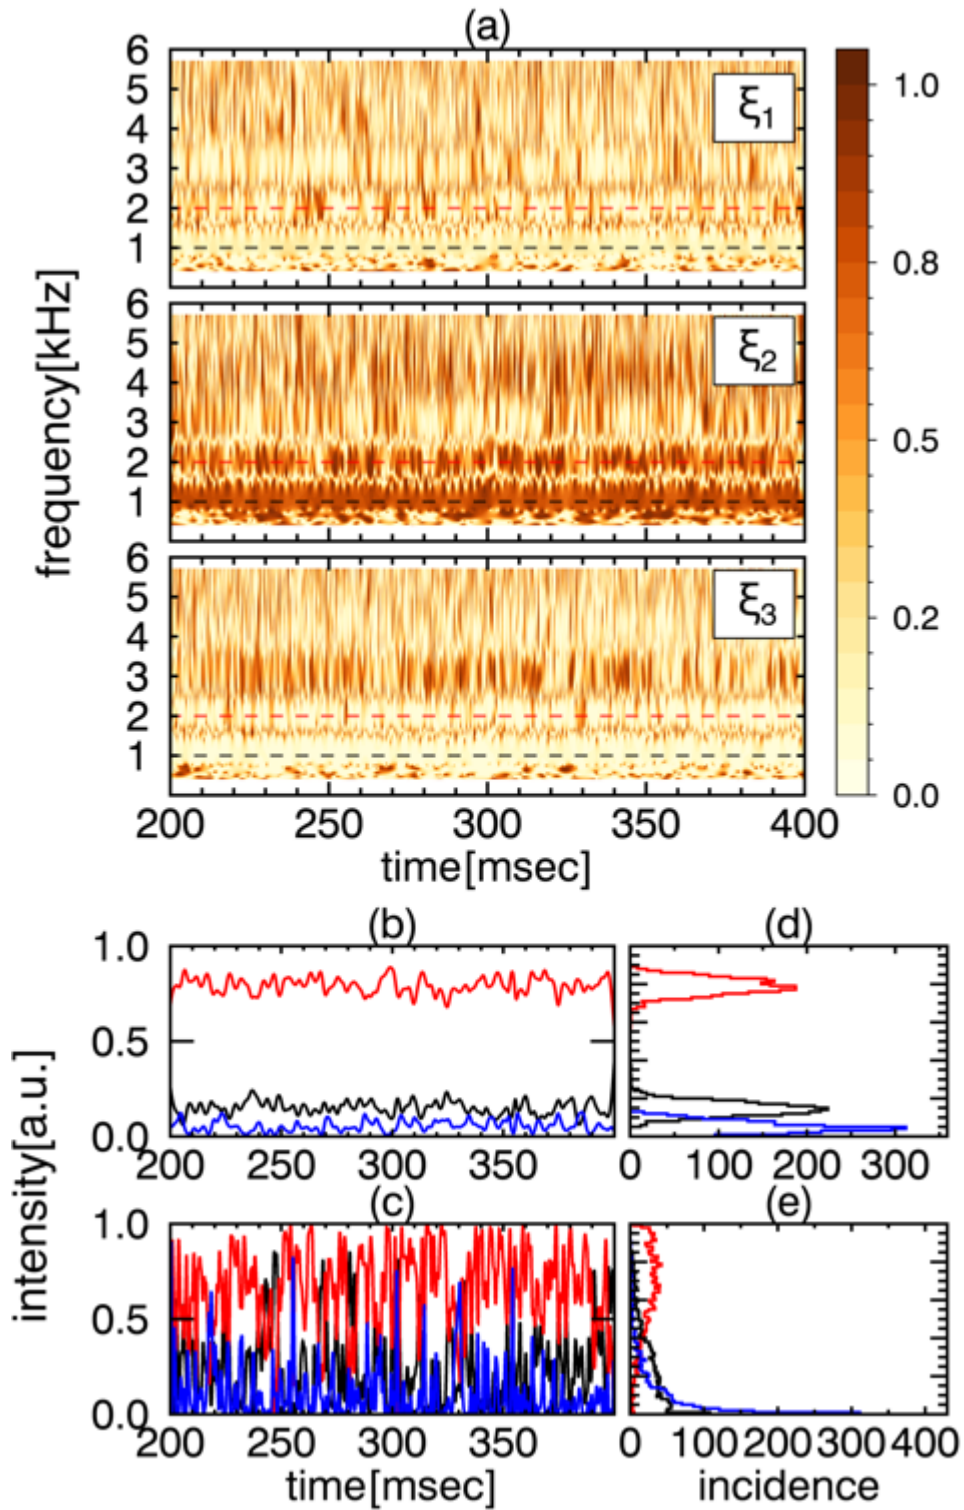 (a)
6
5
4
3
2
1
ξ1
1.0
0.8
0.5
0.2
0.0
6
5
4
3
2
1
ξ2
frequency[kHz]
6
5
4
3
2
1
ξ3
200 250 300 350 400
time[msec]
(b) (d)
1.0
0.5
0.0
200 250 300 350
0 100 200 300
intensity[a.u.]
(c) (e)
1.0
0.5
0.0
200 250 300 350
0 100 200 300 400
time[msec] incidence